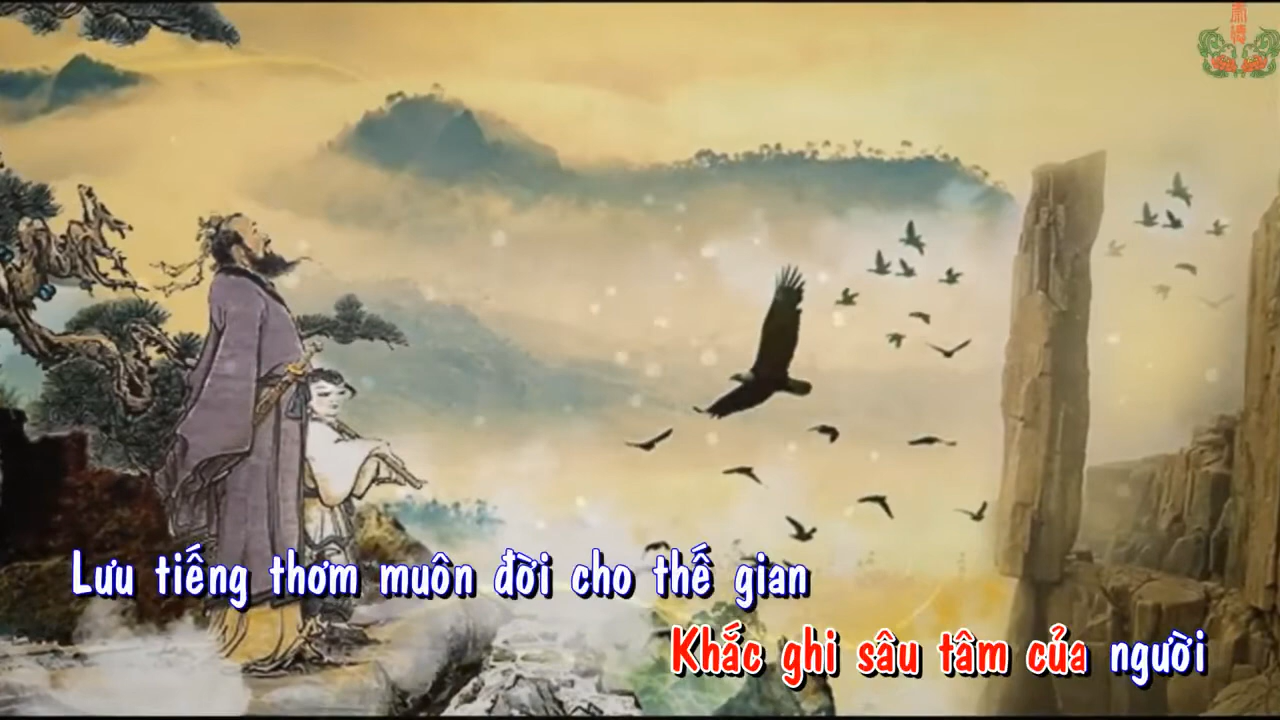 Lưu tiếng thơm muôn đời cho thế gian
Khắc ghi sâu tâm của người